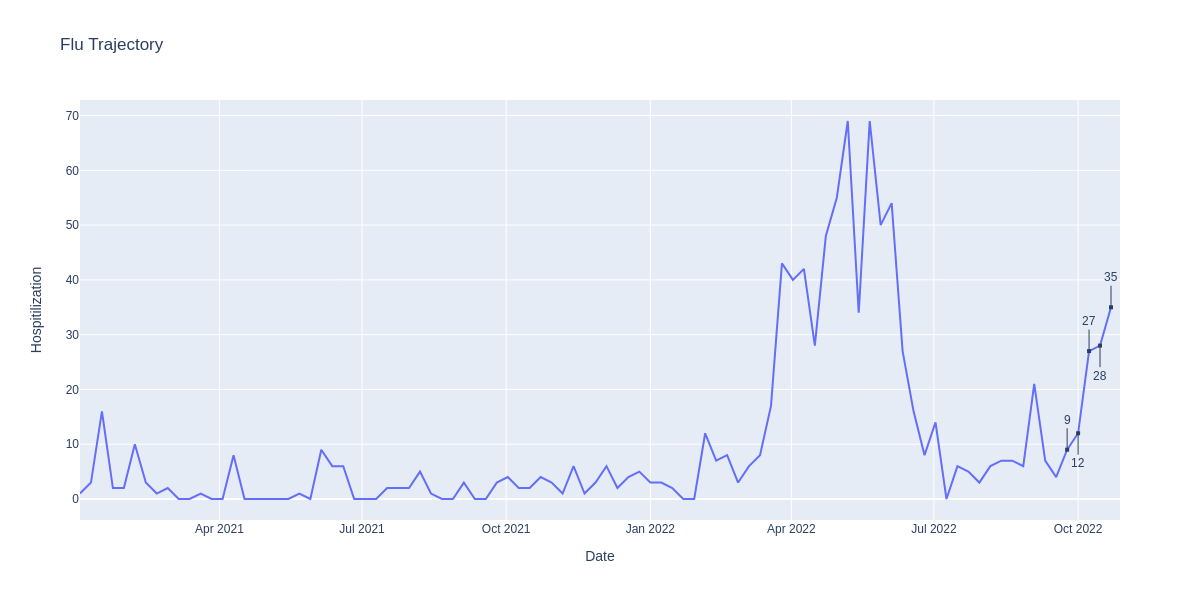 Flu Trajectory
70
60
50
40
30
20
10
0
Hospitilization
35
27
28
9
12
Apr 2021
Jul 2021
Oct 2021
Jan 2022
Apr 2022
Jul 2022
Oct 2022
Date